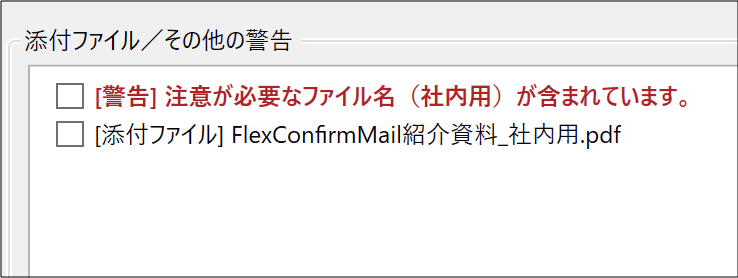 添付ファイル／その他の警告
[警告] 注意が必要なファイル名（社内用）が含まれています。
[添付ファイル] FlexConfirmMail紹介資料_社内用.pdf